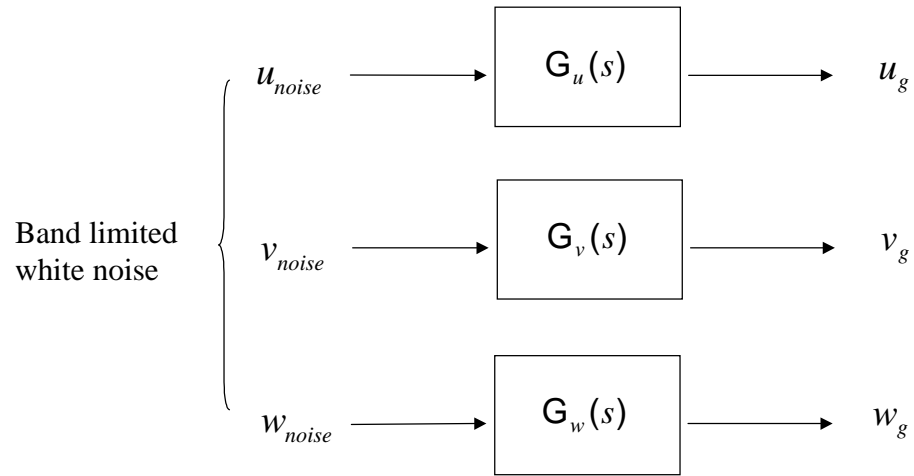 u_noise G_u(s) u_g
Band limited
white noise
v_noise G_v(s) v_g
w_noise G_w(s) w_g